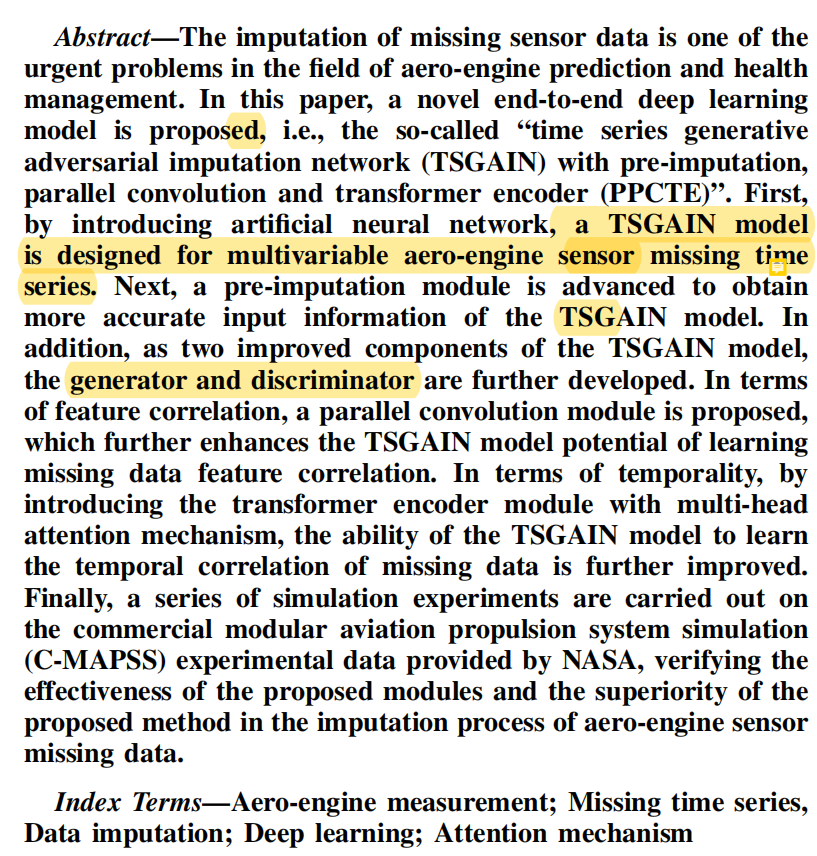 Abstract—The imputation of missing sensor data is one of the
urgent problems in the field of aero-engine prediction and health
management. In this paper, a novel end-to-end deep learning
model is proposed, i.e., the so-called “time series generative
adversarial imputation network (TSGAIN) with pre-imputation,
parallel convolution and transformer encoder (PPCTE)”. First,
by introducing artificial neural network, a TSGAIN model
is designed for multivariable aero-engine sensor missing time
series. Next, a pre-imputation module is advanced to obtain
more accurate input information of the TSGAIN model. In
addition, as two improved components of the TSGAIN model,
the generator and discriminator are further developed. In terms
of feature correlation, a parallel convolution module is proposed,
which further enhances the TSGAIN model potential of learning
missing data feature correlation. In terms of temporality, by
introducing the transformer encoder module with multi-head
attention mechanism, the ability of the TSGAIN model to learn
the temporal correlation of missing data is further improved.
Finally, a series of simulation experiments are carried out on
the commercial modular aviation propulsion system simulation
(C-MAPSS) experimental data provided by NASA, verifying the
effectiveness of the proposed modules and the superiority of the
proposed method in the imputation process of aero-engine sensor
missing data.
Index Terms—Aero-engine measurement; Missing time series,
Data imputation; Deep learning; Attention mechanism